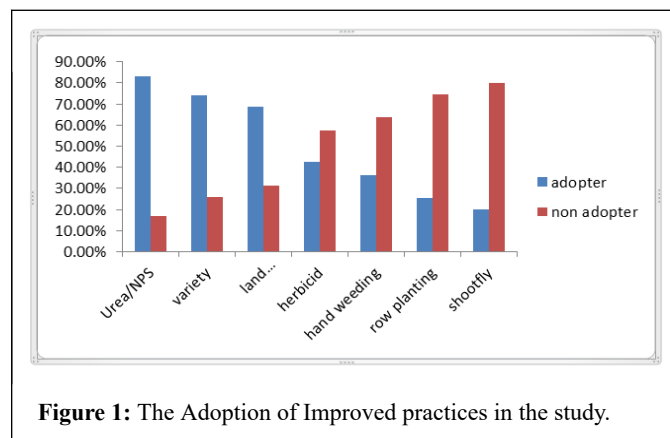 90.00%
80.00%
70.00%
60.00%
50.00%
40.00%
30.00%
20.00%
10.00%
0.00%
Urea/NPS
variety
land...
herbicid
hand weeding
row planting
shootfly
adopter
non adopter
Figure 1: The Adoption of Improved practices in the study.